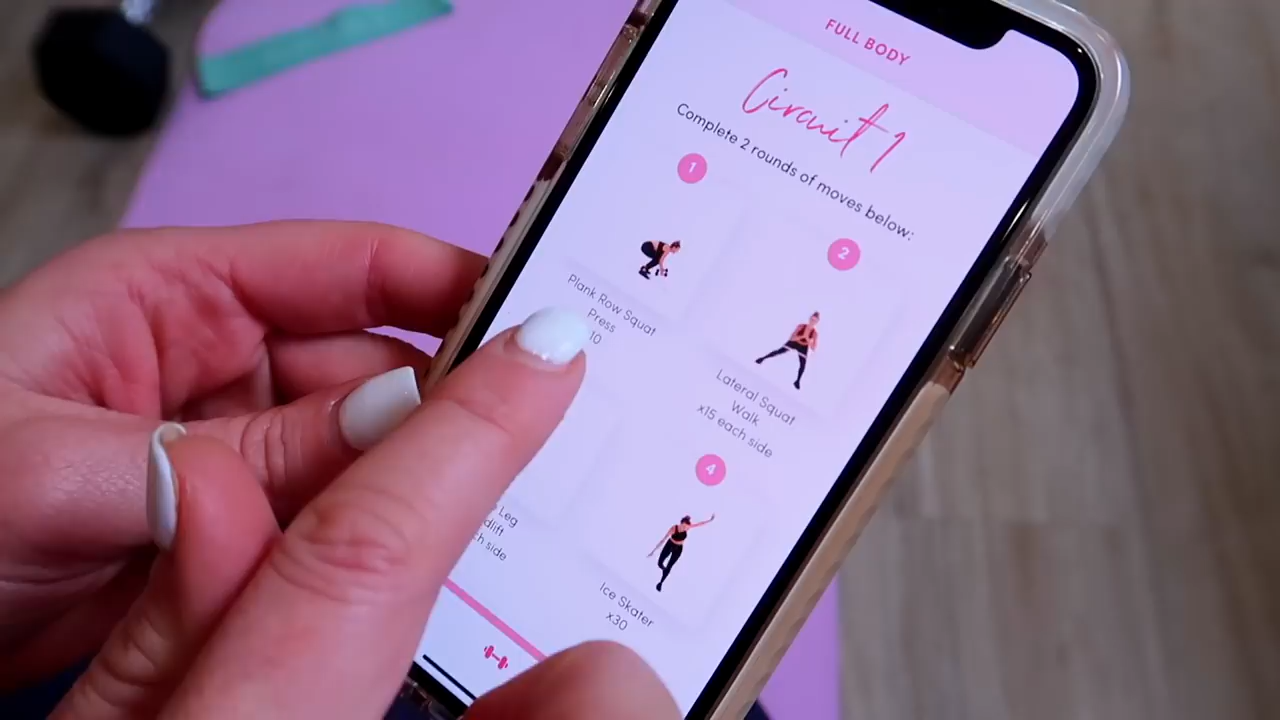 FULL BODY
Circuit 1
Complete 2 rounds of moves below:
1
Plank Row Squat
Press
10
2
Lateral Squat
Walk
x15 each side
Leg
side
4
Ice Skater
x30